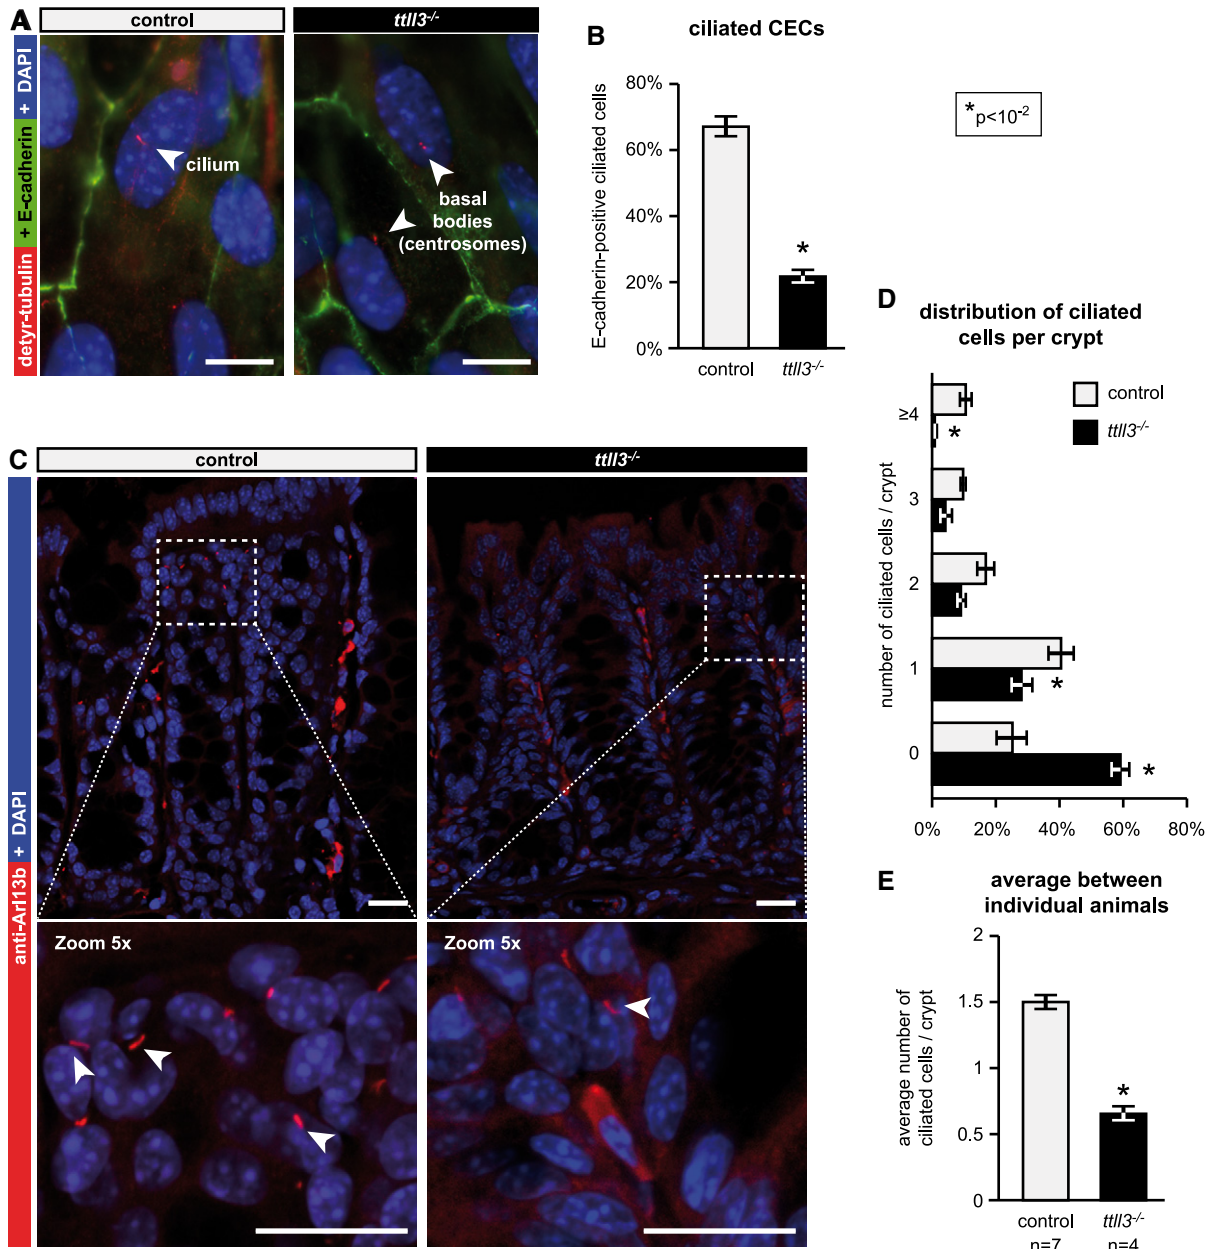 A
control
ttll3-/-
detyr-tubulin + E-cadherin + DAPI
cilium
basal
bodies
(centrosomes)
B
ciliated CECs
E-cadherin-positive ciliated cells
80%
60%
40%
20%
0%
*
control
ttll3-/-
*p<10-2
C
control
ttll3-/-
anti-Arl13b + DAPI
Zoom 5x
Zoom 5x
D
distribution of ciliated
cells per crypt
number of ciliated cells / crypt
≥4
3
2
1
0
control
ttll3-/-
*
*
*
0% 20% 40% 60% 80%
E
average between
individual animals
average number of
ciliated cells / crypt
2
1.5
1
0.5
0
*
control
ttll3-/-
n=7
n=4